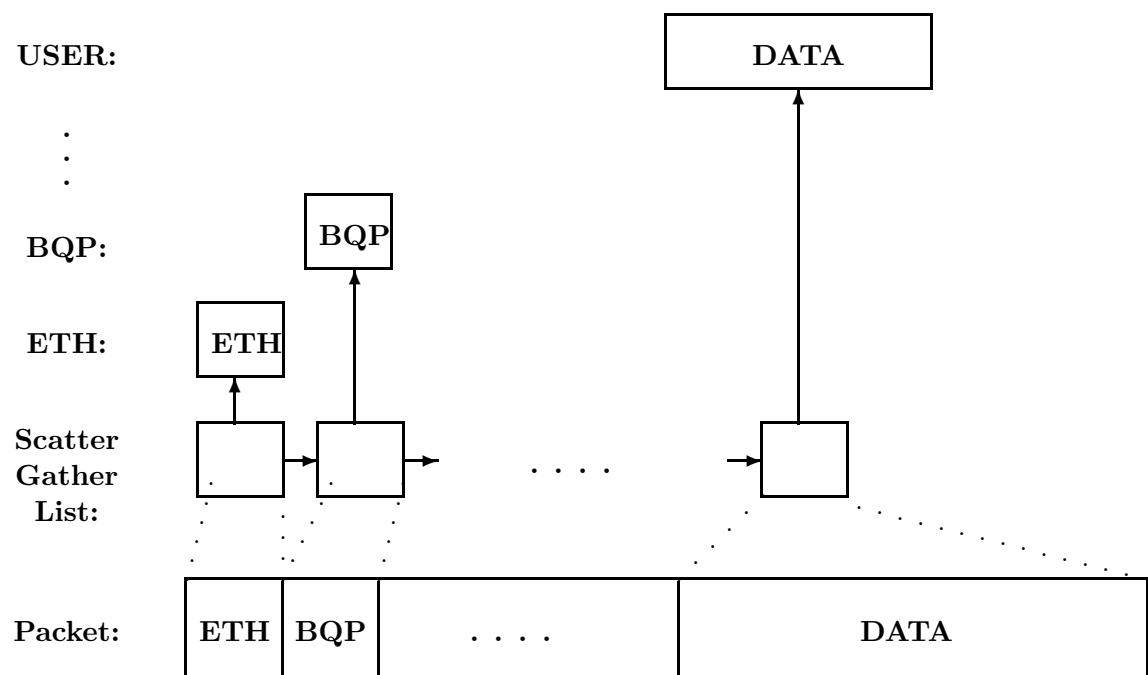 USER:
DATA
.
.
.
BQP
BQP:
ETH:
ETH
Scatter
Gather
List:
. . . .
Packet:
ETH
BQP
. . . .
DATA